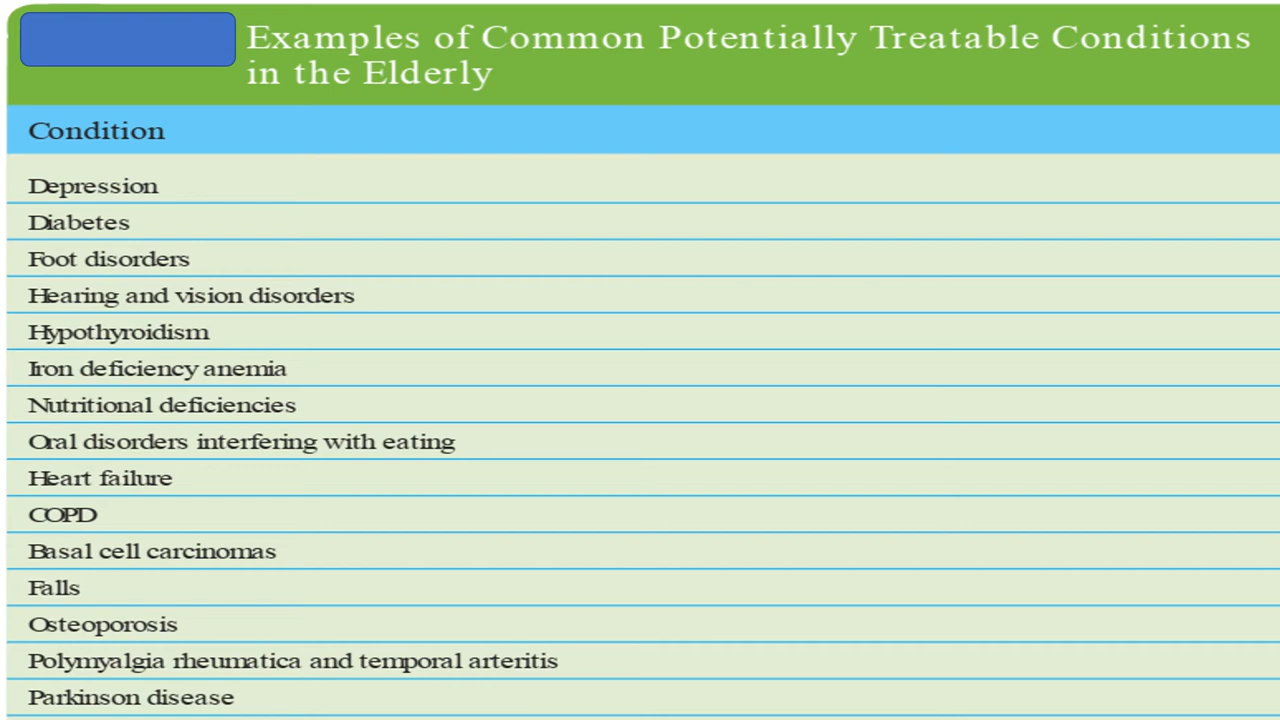 Examples of Common Potentially Treatable Conditions
in the Elderly
Condition
Depression
Diabetes
Foot disorders
Hearing and vision disorders
Hypothyroidism
Iron deficiency anemia
Nutritional deficiencies
Oral disorders interfering with eating
Heart failure
COPD
Basal cell carcinomas
Falls
Osteoporosis
Polymyalgia rheumatica and temporal arteritis
Parkinson disease